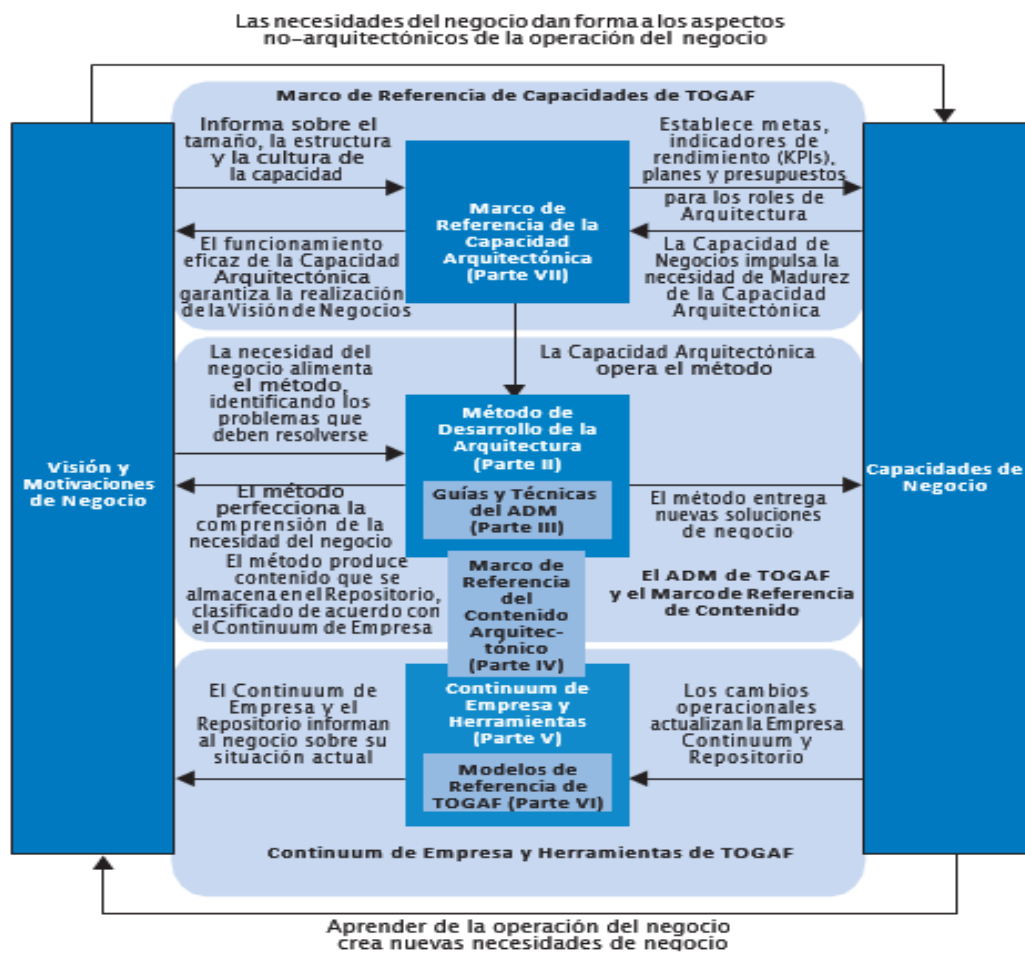 Las necesidades del negocio dan forma a los aspectos
no-arquitectónicos de la operación del negocio
Marco de Referencia de Capacidades de TOGAF
Informa sobre el
tamaño, la estructura
y la cultura de
la capacidad
Establece metas,
indicadores de
rendimiento (KPIs),
planes y presupuestos
para los roles de
Arquitectura
Marco de
Referencia de la
Capacidad
Arquitectónica
(Parte VII)
El funcionamiento
eficaz de la Capacidad
Arquitectónica
garantiza la realización
de la Visión de Negocios
La Capacidad de
Negocios impulsa la
necesidad de Madurez
de la Capacidad
Arquitectónica
La necesidad del
negocio alimenta
el método,
identificando los
problemas que
deben resolverse
La Capacidad Arquitectónica
opera el método
Método de
Desarrollo de la
Arquitectura
(Parte II)
Visión y
Motivaciones
de Negocio
Capacidades de
Negocio
Guías y Técnicas
del ADM
(Parte III)
El método
perfecciona la
comprensión de la
necesidad del negocio
El método entrega
nuevas soluciones
de negocio
El método produce
contenido que se
almacena en el Repositorio,
clasificado de acuerdo con
el Continuum de Empresa
Marco de
Referencia
del
Contenido
Arquitec-
tónico
(Parte IV)
El ADM de TOGAF
y el Marco de Referencia
de Contenido
El Continuum de
Empresa y el
Repositorio informan
al negocio sobre su
situación actual
Continuum de
Empresa y
Herramientas
(Parte V)
Los cambios
operacionales
actualizan la Empresa
Continuum y
Repositorio
Modelos de
Referencia de
TOGAF (Parte VI)
Continuum de Empresa y Herramientas de TOGAF
Aprender de la operación del negocio
crea nuevas necesidades de negocio